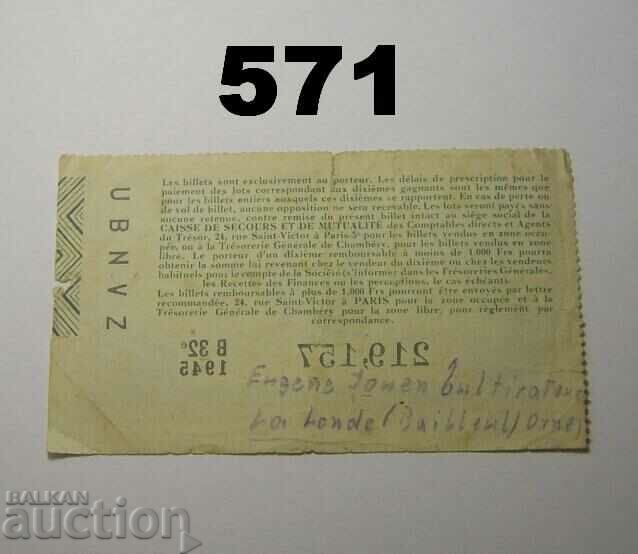 571
UBNVZ
Les billets sont exclusivement au porteur. Les délais de prescription pour le
paiement des lots correspondant aux dixièmes gagnants sont les mêmes que
pour les billets entiers auxquels ces dixièmes se rapportent. En cas de perte ou
de vol de billet, aucune opposition ne sera recevable. Les lots seront payés sans
aucune retenue, contre remise du présent billet intact au siège social de la
CAISSE DE SECOURS ET DE MUTUALITÉ des Comptables directs et Agents
du Trésor, 24, rue Saint-Victor à Paris-5e pour les billets vendus en zone occu-
pée, ou à la Trésorerie Générale de Chambéry, pour les billets vendus en zone
libre. Le porteur d'un dixième remboursable à moins de 1.000 Frs pourra
obtenir la somme lui revenant chez le vendeur du dixième ou chez les vendeurs
habituels pour le compte de la Société (s'informer dans les Trésoreries Générales,
les Recettes des Finances ou les perceptions, le cas échéant).
Les billets remboursables à plus de 1.000 Frs pourront être envoyés par lettre
recommandée, 24, rue Saint-Victor à PARIS pour la zone occupée et à la
Trésorerie Générale de Chambéry pour la zone libre, pour règlement par
correspondance.
219,157
B 32e
1945
Eugene Cultivateur
La Lande (Bailleul) Orne
BALKAN
auction